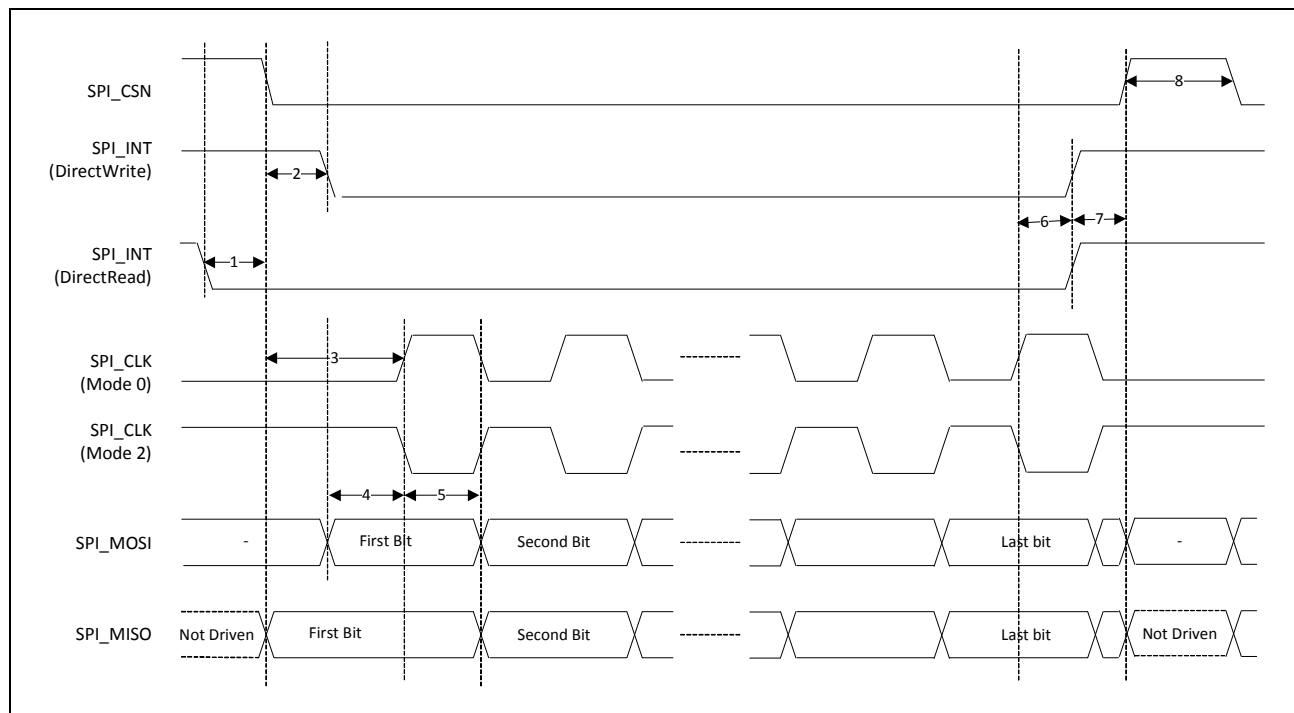 SPI_CSN
8
SPI_INT
(DirectWrite)
2
6
7
SPI_INT
(DirectRead)
1
SPI_CLK
(Mode 0)
3
SPI_CLK
(Mode 2)
4
5
SPI_MOSI
-
First Bit
Second Bit
Last bit
-
SPI_MISO
Not Driven
First Bit
Second Bit
Last bit
Not Driven